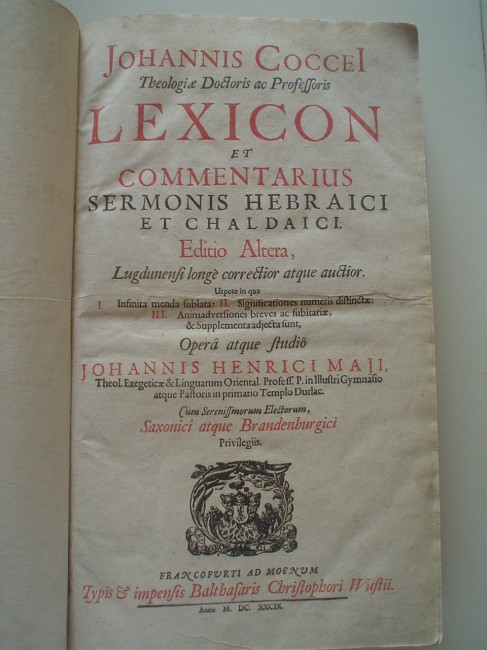 JOHANNIS COCCEI
Theologiæ Doctoris ac Professoris
LEXICON
ET
COMMENTARIUS
SERMONIS HEBRAICI
ET CHALDAICI.
Editio Altera,
Lugdunensi longè correctior atque auctior.
Utpote in qua
I. Infinita menda sublata: II. Significationes numeris distinctæ:
III. Animadversiones breves ac subitariæ,
& Supplementa adjecta sunt,
Operâ atque studiô
JOHANNIS HENRICI MAJI,
Theol. Exegeticæ & Linguarum Oriental. Profess. P. in Illustri Gymnasio
atque Pastoris in primario Templo Durlac.
Cum Serenissimorum Electorum,
Saxonici atque Brandenburgici
Privilegiis.
FRANCOFURTI AD MOENUM
Typis & impensis Balthasaris Christophori Wustii.
Anno M. DC. XXCIX.